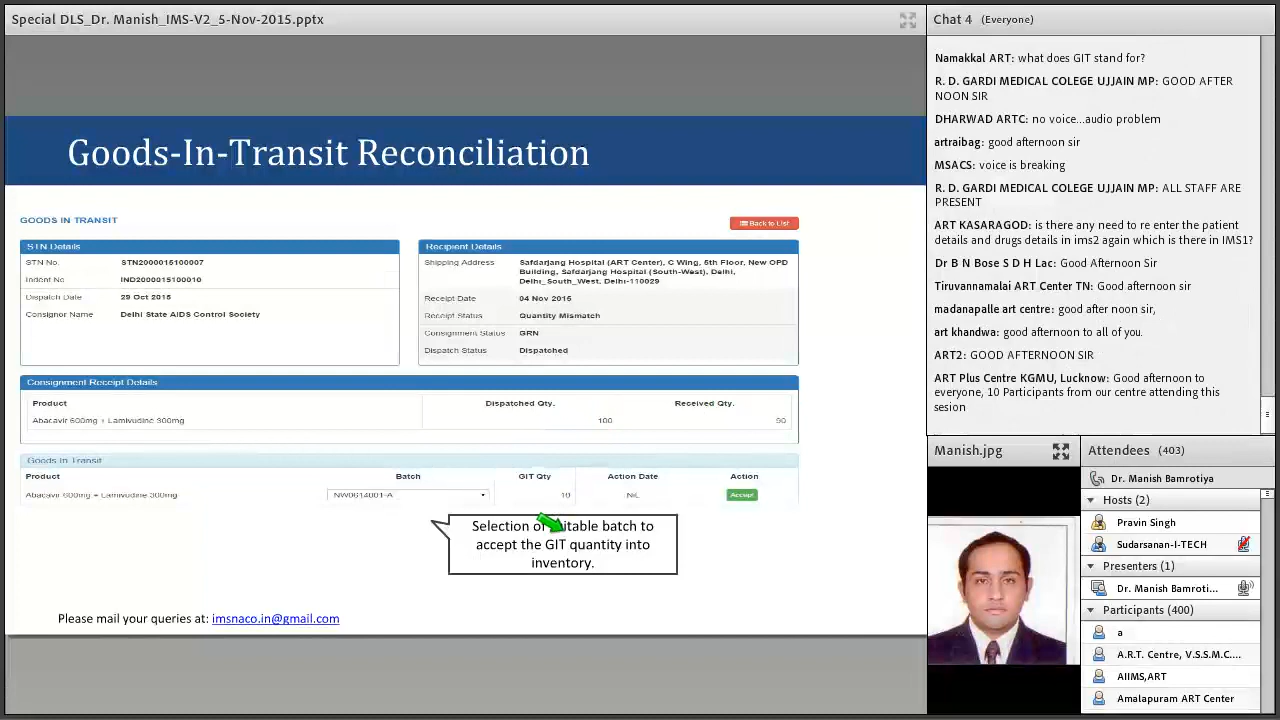 Special DLS_Dr. Manish_IMS-V2_5-Nov-2015.pptx
Goods-In-Transit Reconciliation
GOODS IN TRANSIT
Back to List
STN Details
STN No. STN2000015100007
Indent No IND2000015100010
Dispatch Date 29 Oct 2015
Consignor Name Delhi State AIDS Control Society
Recipient Details
Shipping Address Safdarjang Hospital (ART Center), C Wing, 5th Floor, New OPD
Building, Safdarjang Hospital (South-West), Delhi,
Delhi_South_West, Delhi-110029
Receipt Date 04 Nov 2015
Receipt Status Quantity Mismatch
Consignment Status GRN
Dispatch Status Dispatched
Consignment Receipt Details
Product Dispatched Qty. Received Qty.
Abacavir 600mg + Lamivudine 300mg 100 90
Goods In Transit
Product Batch GIT Qty Action Date Action
Abacavir 600mg + Lamivudine 300mg NW0614001-A 10 NIL Accept
Selection of suitable batch to
accept the GIT quantity into
inventory.
Please mail your queries at: imsnaco.in@gmail.com
Chat 4 (Everyone)
Namakkal ART: what does GIT stand for?
R. D. GARDI MEDICAL COLEGE UJJAIN MP: GOOD AFTER
NOON SIR
DHARWAD ARTC: no voice...audio problem
artraibag: good afternoon sir
MSACS: voice is breaking
R. D. GARDI MEDICAL COLEGE UJJAIN MP: ALL STAFF ARE
PRESENT
ART KASARAGOD: is there any need to re enter the patient
details and drugs details in ims2 again which is there in IMS1?
Dr B N Bose S D H Lac: Good Afternoon Sir
Tiruvannamalai ART Center TN: Good afternoon sir
madanapalle art centre: good after noon sir,
art khandwa: good afternoon to all of you.
ART2: GOOD AFTERNOON SIR
ART Plus Centre KGMU, Lucknow: Good afternoon to
everyone, 10 Participants from our centre attending this
sesion
Manish.jpg
Attendees (403)
Dr. Manish Bamrotiya
Hosts (2)
Pravin Singh
Sudarsanan-I-TECH
Presenters (1)
Dr. Manish Bamroti...
Participants (400)
a
A.R.T. Centre, V.S.S.M.C....
AIIMS,ART
Amalapuram ART Center